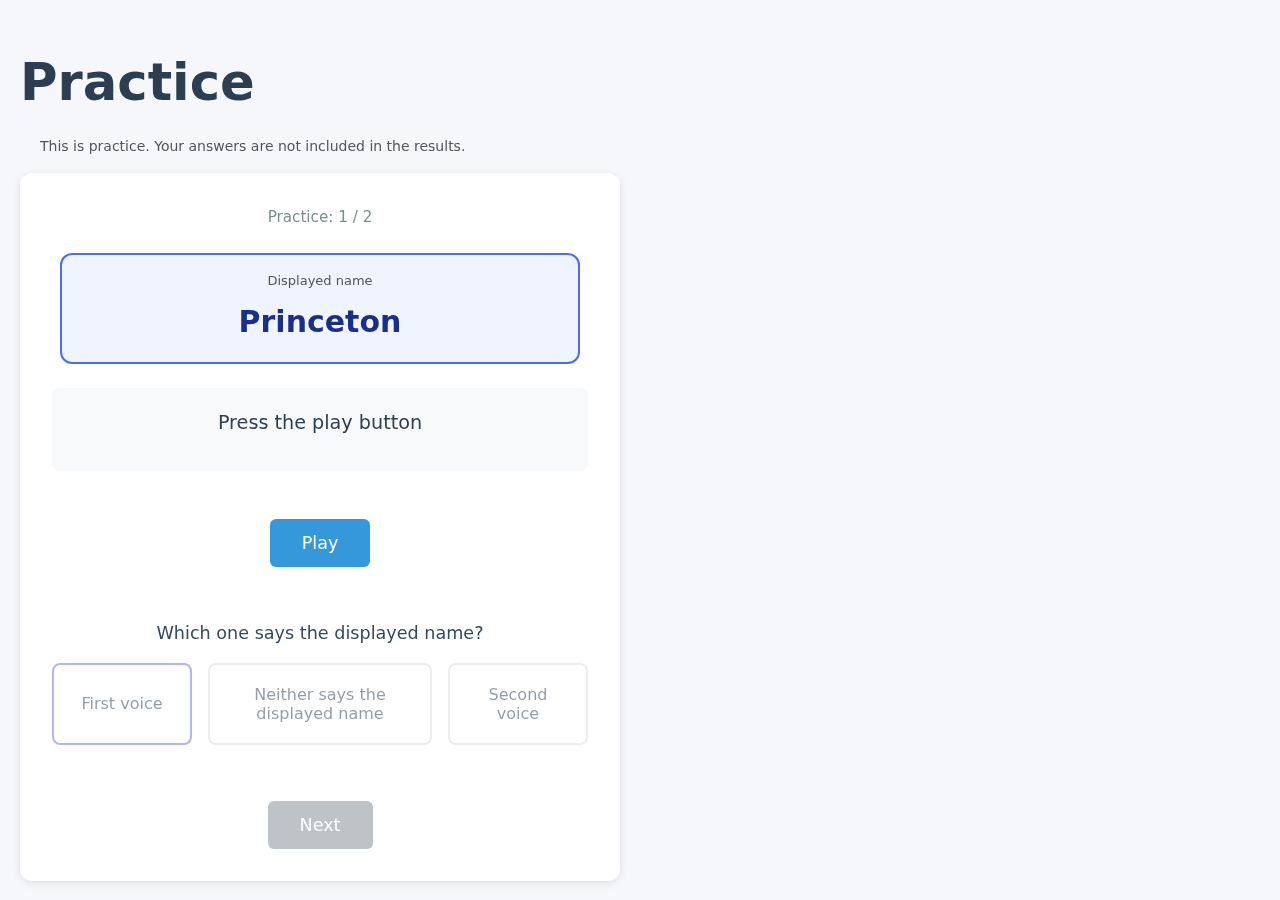 Practice
This is practice. Your answers are not included in the results.
Practice: 1 / 2
Displayed name
Princeton
Press the play button
Play
Which one says the displayed name?
First voice
Neither says the
displayed name
Second
voice
Next